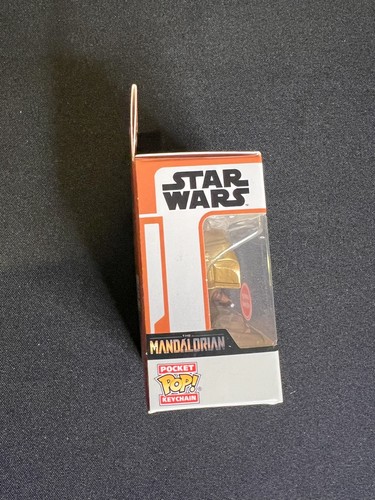 STAR
WARS
THE
MANDALORIAN
POCKET
POP!
KEYCHAIN